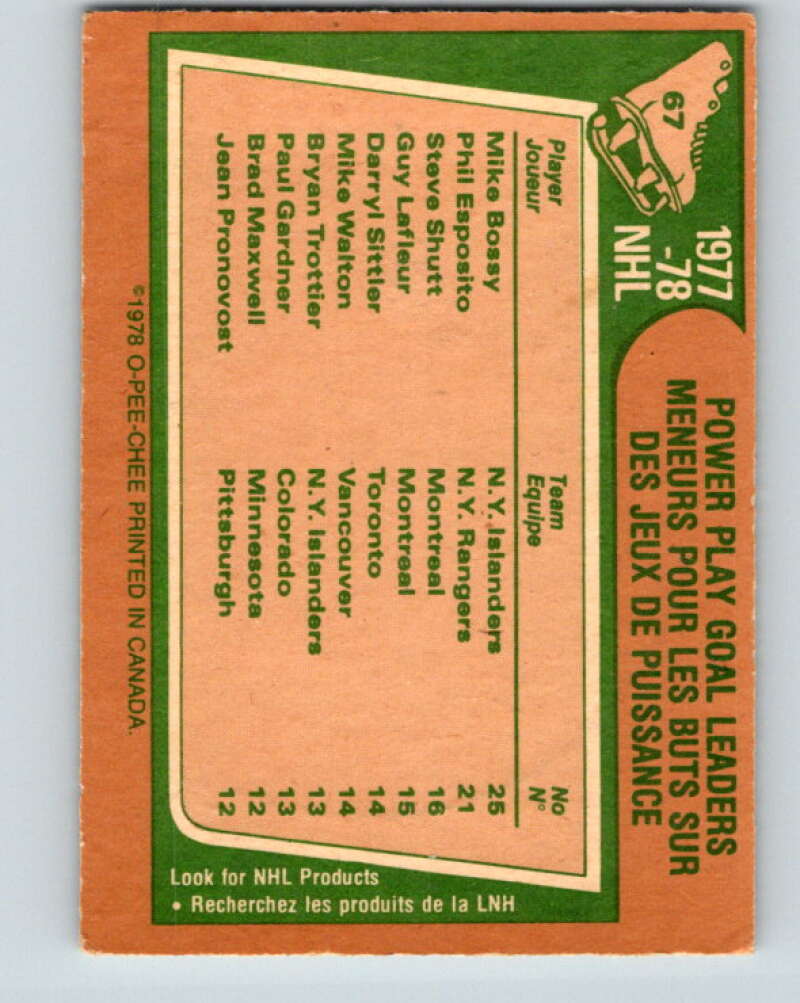 67
1977
-78
NHL
POWER PLAY GOAL LEADERS
MENEURS POUR LES BUTS SUR
DES JEUX DE PUISSANCE
Player Team No
Joueur Equipe N°
Mike Bossy N.Y. Islanders 25
Phil Esposito N.Y. Rangers 21
Steve Shutt Montreal 16
Guy Lafleur Montreal 15
Darryl Sittler Toronto 14
Mike Walton Vancouver 14
Bryan Trottier N.Y. Islanders 13
Paul Gardner Colorado 13
Brad Maxwell Minnesota 12
Jean Pronovost Pittsburgh 12
©1978 O-PEE-CHEE PRINTED IN CANADA.
Look for NHL Products
• Recherchez les produits de la LNH